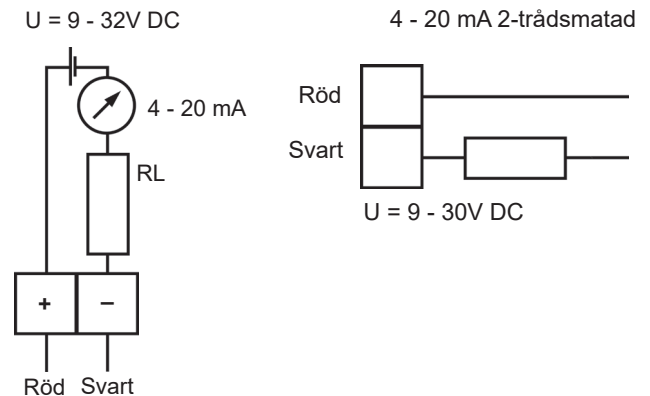 U = 9 - 32V DC
4 - 20 mA
RL
+ −
Röd Svart
4 - 20 mA 2-trådsmatad
Röd
Svart
U = 9 - 30V DC